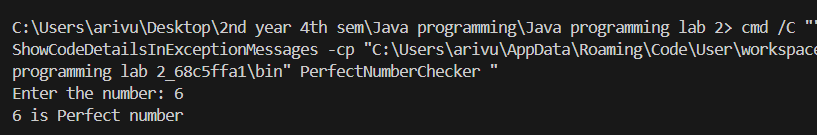 C:\Users\arivu\Desktop\2nd year 4th sem\Java programming\Java programming lab 2> cmd /C ""
ShowCodeDetailsInExceptionMessages -cp "C:\Users\arivu\AppData\Roaming\Code\User\workspace
programming lab 2_68c5ffa1\bin" PerfectNumberChecker "
Enter the number: 6
6 is Perfect number